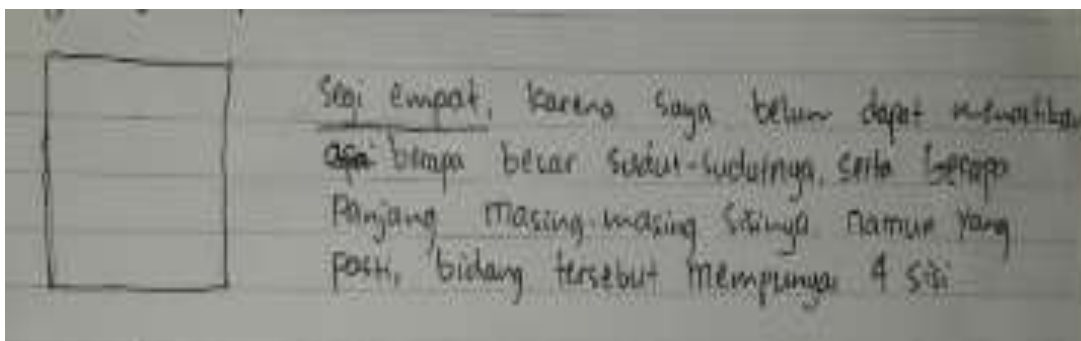 Segi empat, karena saya belum dapat memastikan
berapa besar sudut-sudutnya, serta berapa
Panjang masing-masing sisinya namun yang
pasti, bidang tersebut mempunyai 4 sisi